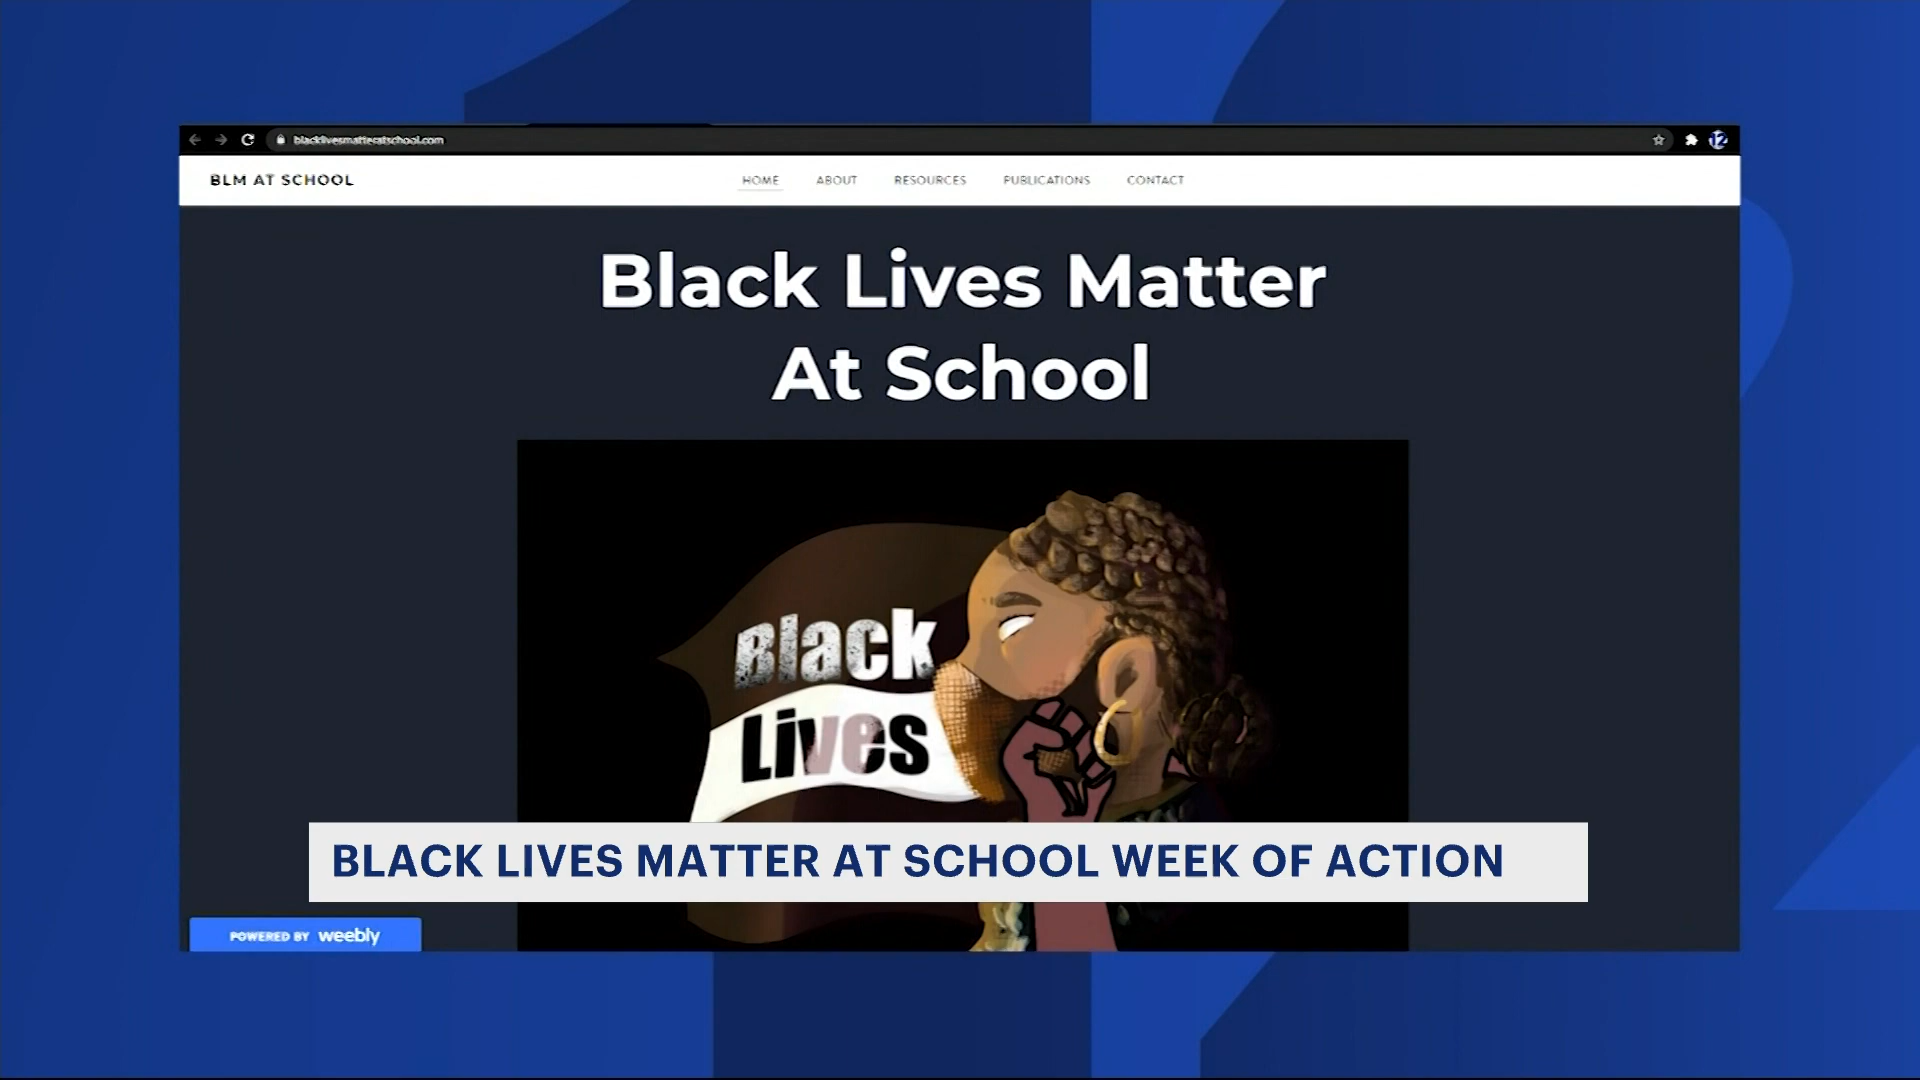 blacklivesmatteratschool.com
12
BLM AT SCHOOL
HOME ABOUT RESOURCES PUBLICATIONS CONTACT
Black Lives Matter
At School
Black
Lives
BLACK LIVES MATTER AT SCHOOL WEEK OF ACTION
POWERED BY weebly